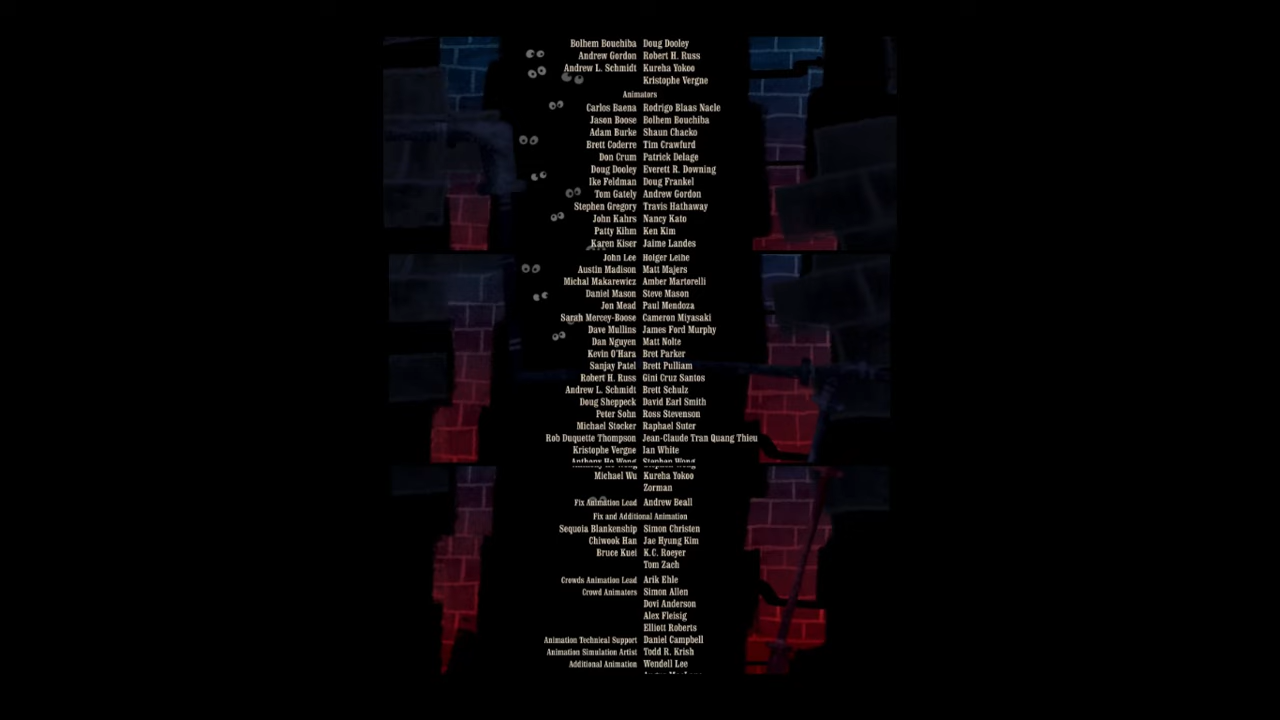 Bolhem Bouchiba Doug Dooley
Andrew Gordon Robert H. Russ
Andrew L. Schmidt Kureha Yokoo
Kristophe Vergne
Animators
Carlos Baena Rodrigo Blaas Nacle
Jason Boose Bolhem Bouchiba
Adam Burke Shaun Chacko
Brett Coderre Tim Crawfurd
Don Crum Patrick Delage
Doug Dooley Everett R. Downing
Ike Feldman Doug Frankel
Tom Gately Andrew Gordon
Stephen Gregory Travis Hathaway
John Kahrs Nancy Kato
Patty Kihm Ken Kim
Karen Kiser Jaime Landes
John Lee Holger Leihe
Austin Madison Matt Majers
Michal Makarewicz Amber Martorelli
Daniel Mason Steve Mason
Jon Mead Paul Mendoza
Sarah Mercey-Boose Cameron Miyasaki
Dave Mullins James Ford Murphy
Dan Nguyen Matt Nolte
Kevin O'Hara Bret Parker
Sanjay Patel Brett Pulliam
Robert H. Russ Gini Cruz Santos
Andrew L. Schmidt Brett Schulz
Doug Sheppeck David Earl Smith
Peter Sohn Ross Stevenson
Michael Stocker Raphael Suter
Rob Duquette Thompson Jean-Claude Tran Quang Thieu
Kristophe Vergne Ian White
Anthony Ho Wong Stephen Wong
Michael Wu Kureha Yokoo
Zorman
Fix Animation Lead Andrew Beall
Fix and Additional Animation
Sequoia Blankenship Simon Christen
Chiwook Han Jae Hyung Kim
Bruce Kuei K.C. Roeyer
Tom Zach
Crowds Animation Lead Arik Ehle
Crowd Animators Simon Allen
Dovi Anderson
Alex Fleisig
Elliott Roberts
Animation Technical Support Daniel Campbell
Animation Simulation Artist Todd R. Krish
Additional Animation Wendell Lee